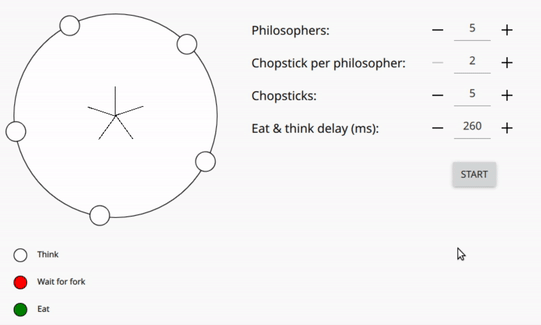 Philosophers: − 5 +
Chopstick per philosopher: − 2 +
Chopsticks: − 5 +
Eat & think delay (ms): − 260 +
START
Think
Wait for fork
Eat